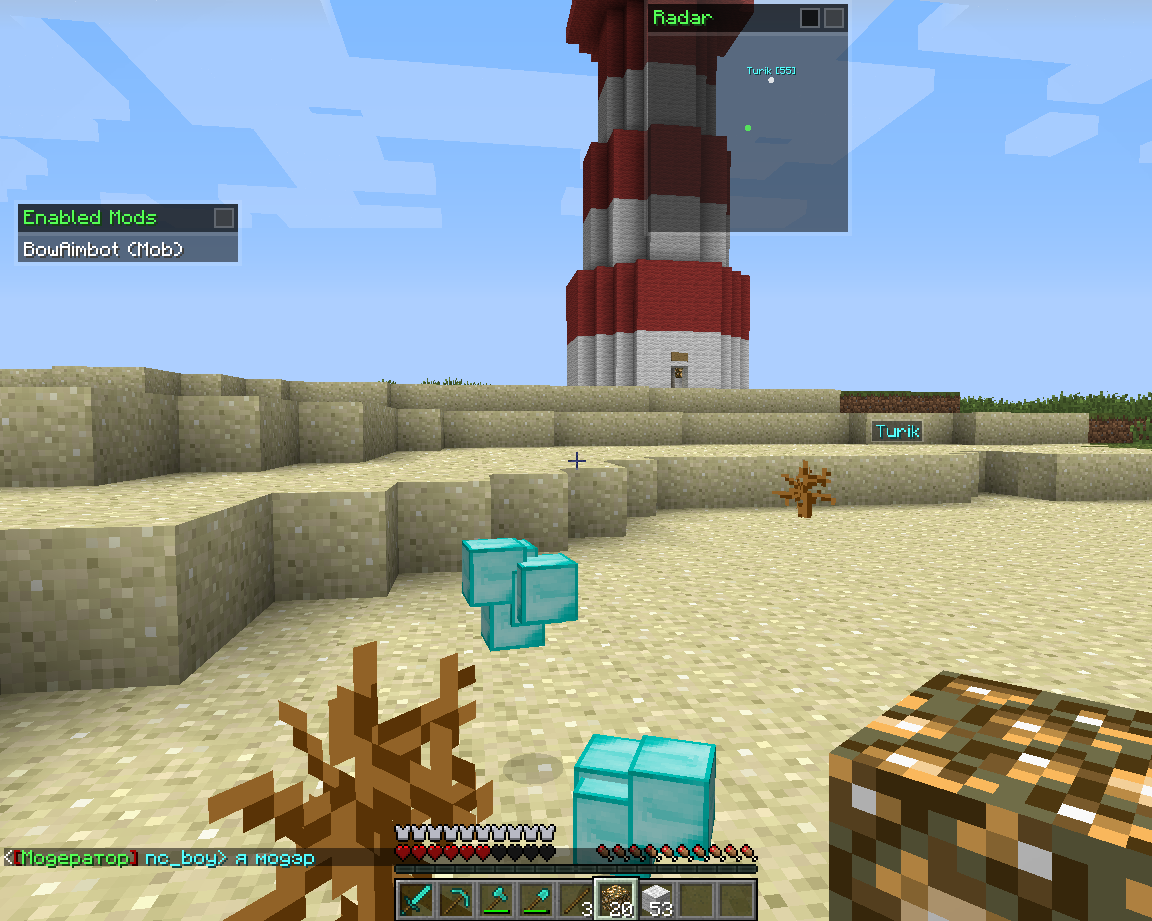 Radar
Turik [55]
Enabled Mods
BowAimbot (Mob)
Turik
<[Модератор] nc_boy> я модэр
3 20 53